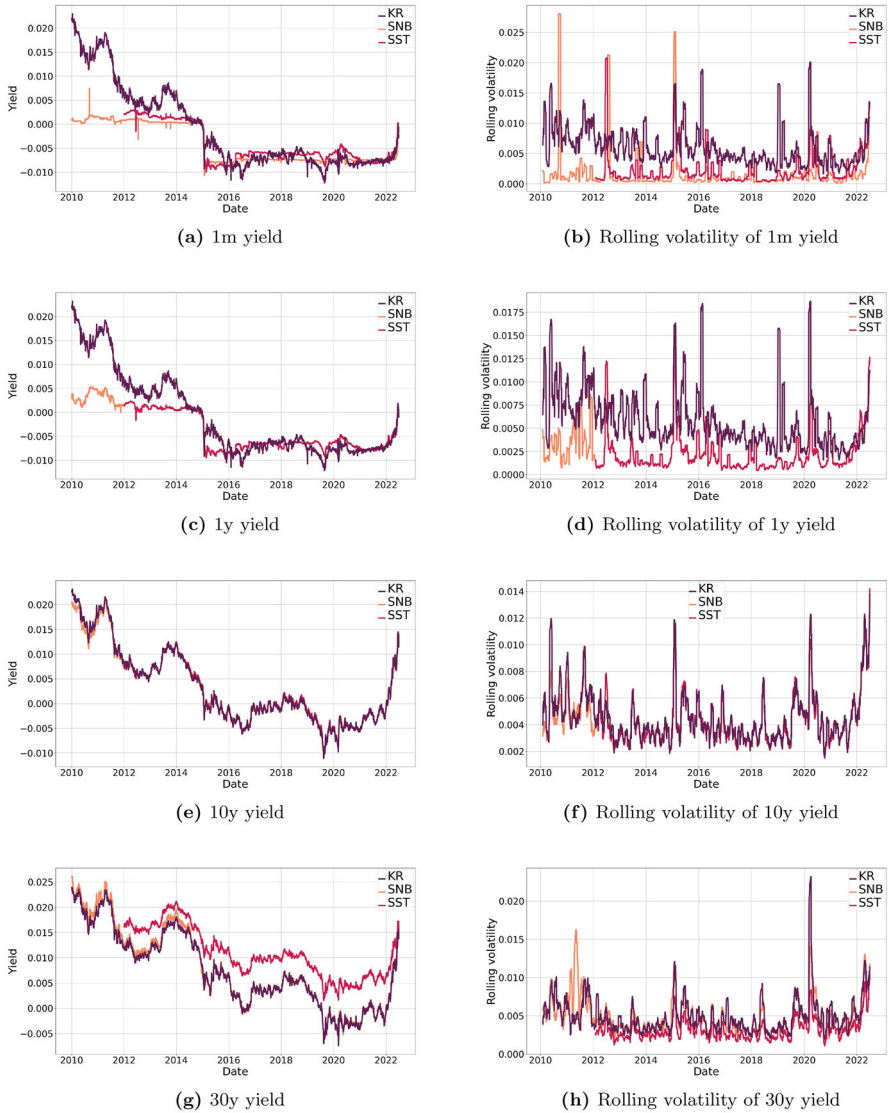 KR
SNB
SST
Yield
0.020
0.015
0.010
0.005
0.000
−0.005
−0.010
2010 2012 2014 2016 2018 2020 2022
Date
(a) 1m yield
KR
SNB
SST
Rolling volatility
0.025
0.020
0.015
0.010
0.005
0.000
2010 2012 2014 2016 2018 2020 2022
Date
(b) Rolling volatility of 1m yield
KR
SNB
SST
Yield
0.020
0.015
0.010
0.005
0.000
−0.005
−0.010
2010 2012 2014 2016 2018 2020 2022
Date
(c) 1y yield
KR
SNB
SST
Rolling volatility
0.0175
0.0150
0.0125
0.0100
0.0075
0.0050
0.0025
0.0000
2010 2012 2014 2016 2018 2020 2022
Date
(d) Rolling volatility of 1y yield
KR
SNB
SST
Yield
0.020
0.015
0.010
0.005
0.000
−0.005
−0.010
2010 2012 2014 2016 2018 2020 2022
Date
(e) 10y yield
KR
SNB
SST
Rolling volatility
0.014
0.012
0.010
0.008
0.006
0.004
0.002
2010 2012 2014 2016 2018 2020 2022
Date
(f) Rolling volatility of 10y yield
KR
SNB
SST
Yield
0.025
0.020
0.015
0.010
0.005
0.000
−0.005
2010 2012 2014 2016 2018 2020 2022
Date
(g) 30y yield
KR
SNB
SST
Rolling volatility
0.020
0.015
0.010
0.005
0.000
2010 2012 2014 2016 2018 2020 2022
Date
(h) Rolling volatility of 30y yield